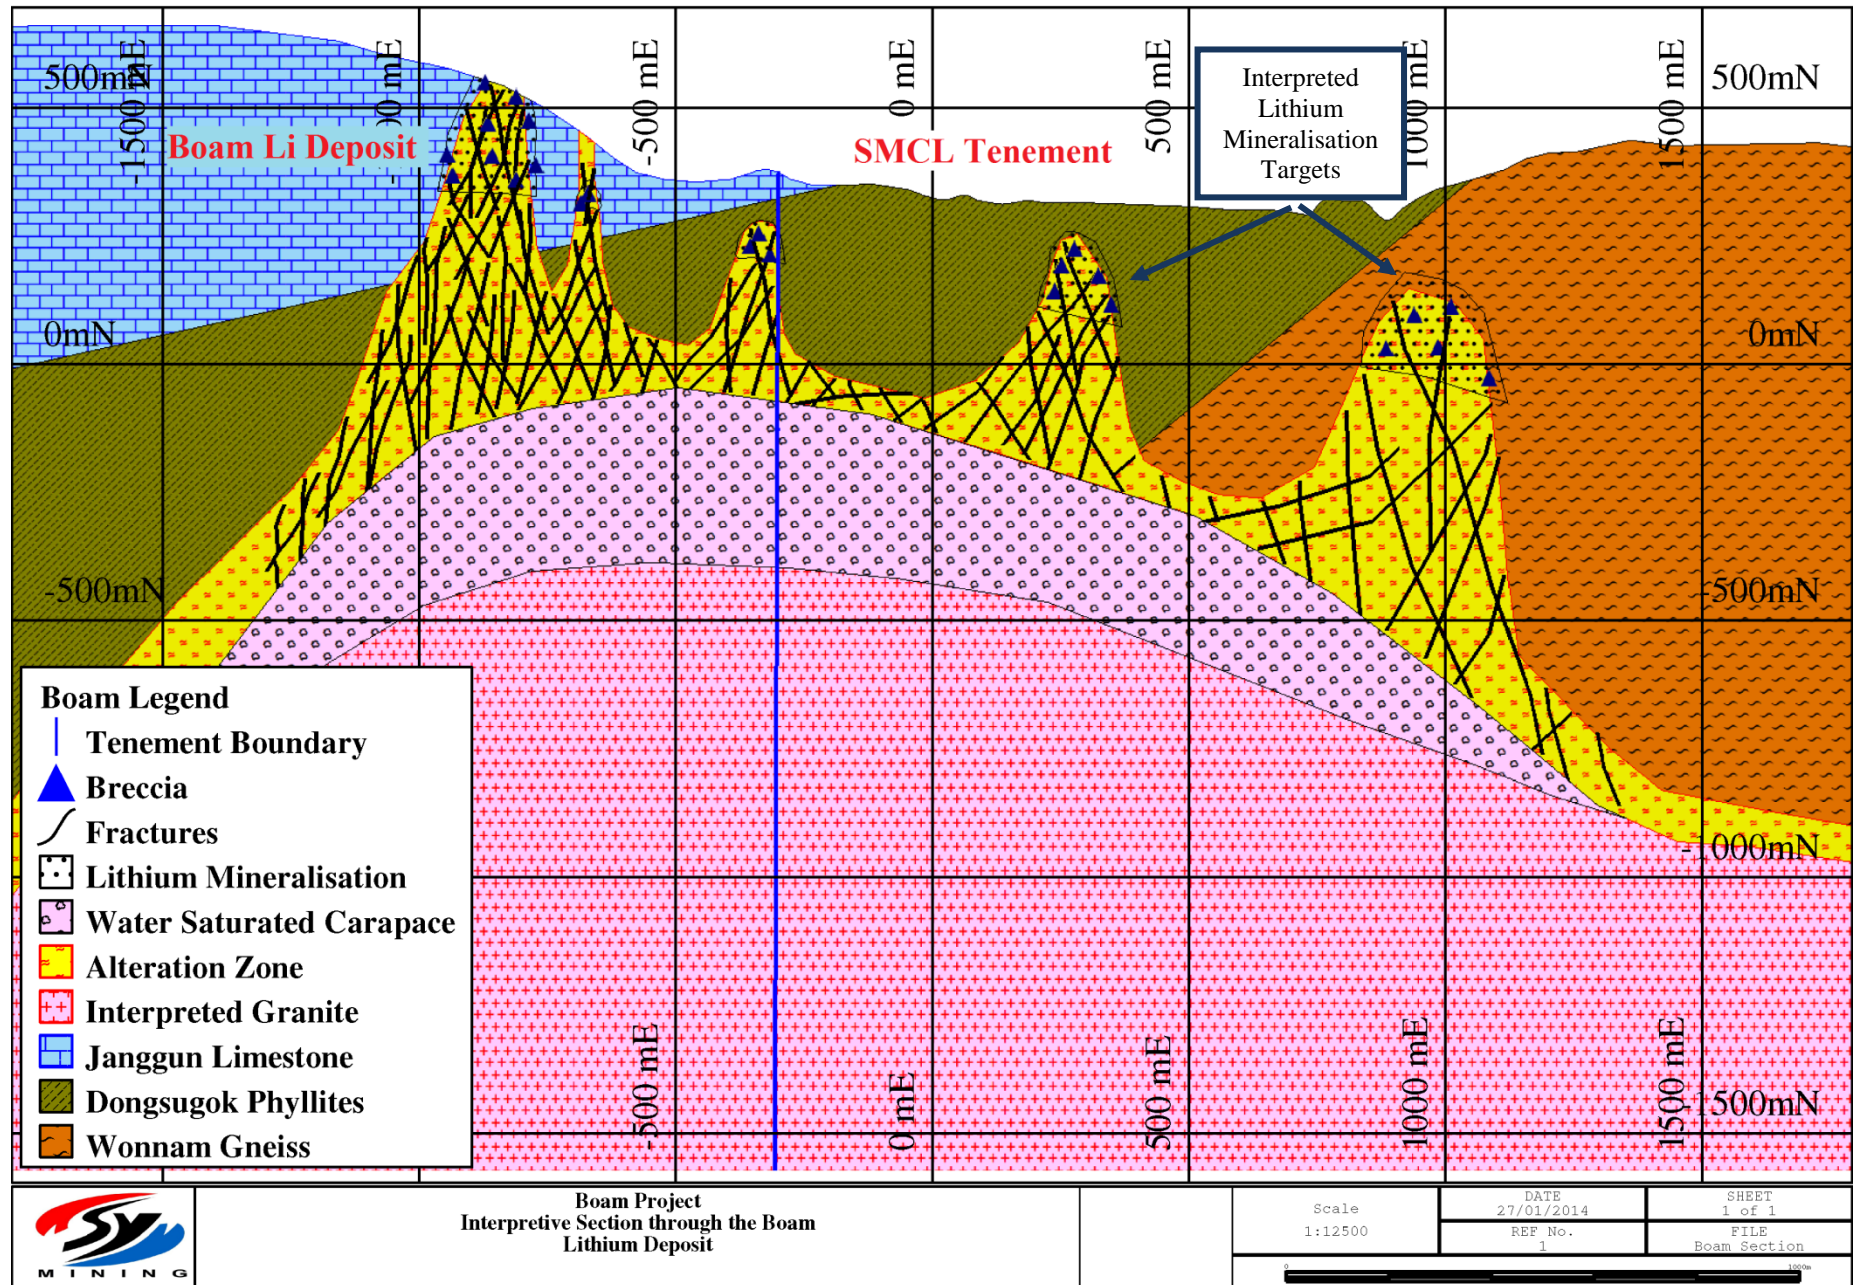 -1500 mE
-500 mE
0 mE
500 mE
1000 mE
1500 mE
500mN
500mN
Boam Li Deposit
SMCL Tenement
Interpreted
Lithium
Mineralisation
Targets
0mN
0mN
-500mN
-500mN
Boam Legend
Tenement Boundary
Breccia
Fractures
Lithium Mineralisation
Water Saturated Carapace
Alteration Zone
Interpreted Granite
Janggun Limestone
Dongsugok Phyllites
Wonnam Gneiss
-1000mN
-1500mN
-500 mE
0 mE
500 mE
1000 mE
1500 mE
SY
MINING
Boam Project
Interpretive Section through the Boam
Lithium Deposit
Scale
1:12500
DATE
27/01/2014
SHEET
1 of 1
REF No.
1
FILE
Boam Section
0 1000m